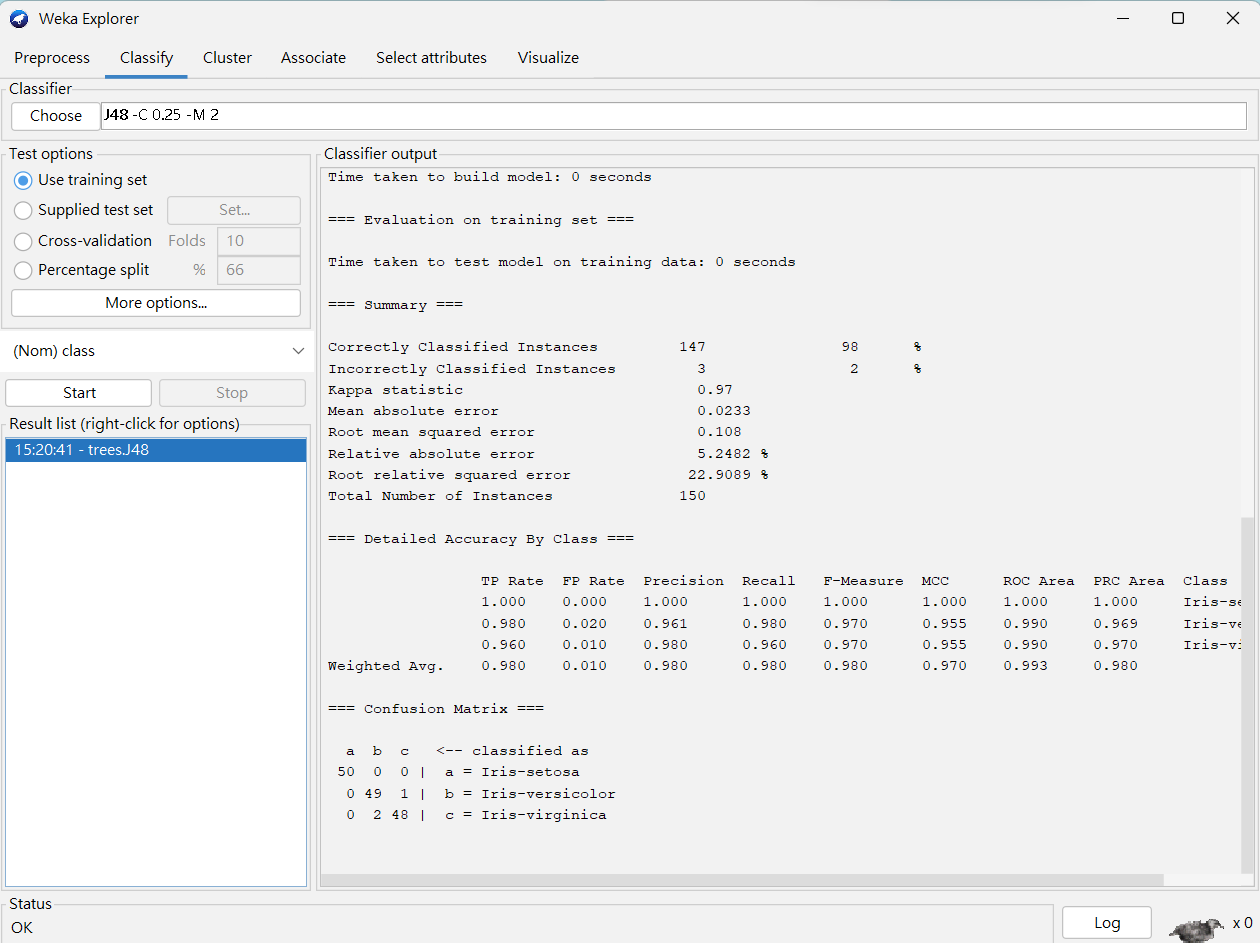 Weka Explorer
Preprocess Classify Cluster Associate Select attributes Visualize
Classifier
Choose J48 -C 0.25 -M 2
Test options
Use training set
Supplied test set Set...
Cross-validation Folds 10
Percentage split % 66
More options...
(Nom) class
Start Stop
Result list (right-click for options)
15:20:41 - trees.J48
Classifier output
Time taken to build model: 0 seconds
=== Evaluation on training set ===
Time taken to test model on training data: 0 seconds
=== Summary ===
Correctly Classified Instances 147 98 %
Incorrectly Classified Instances 3 2 %
Kappa statistic 0.97
Mean absolute error 0.0233
Root mean squared error 0.108
Relative absolute error 5.2482 %
Root relative squared error 22.9089 %
Total Number of Instances 150
=== Detailed Accuracy By Class ===
TP Rate FP Rate Precision Recall F-Measure MCC ROC Area PRC Area Class
1.000 0.000 1.000 1.000 1.000 1.000 1.000 1.000 Iris-se
0.980 0.020 0.961 0.980 0.970 0.955 0.990 0.969 Iris-ve
0.960 0.010 0.980 0.960 0.970 0.955 0.990 0.970 Iris-vi
Weighted Avg. 0.980 0.010 0.980 0.980 0.980 0.970 0.993 0.980
=== Confusion Matrix ===
a b c <-- classified as
50 0 0 | a = Iris-setosa
0 49 1 | b = Iris-versicolor
0 2 48 | c = Iris-virginica
Status
OK
Log
x 0